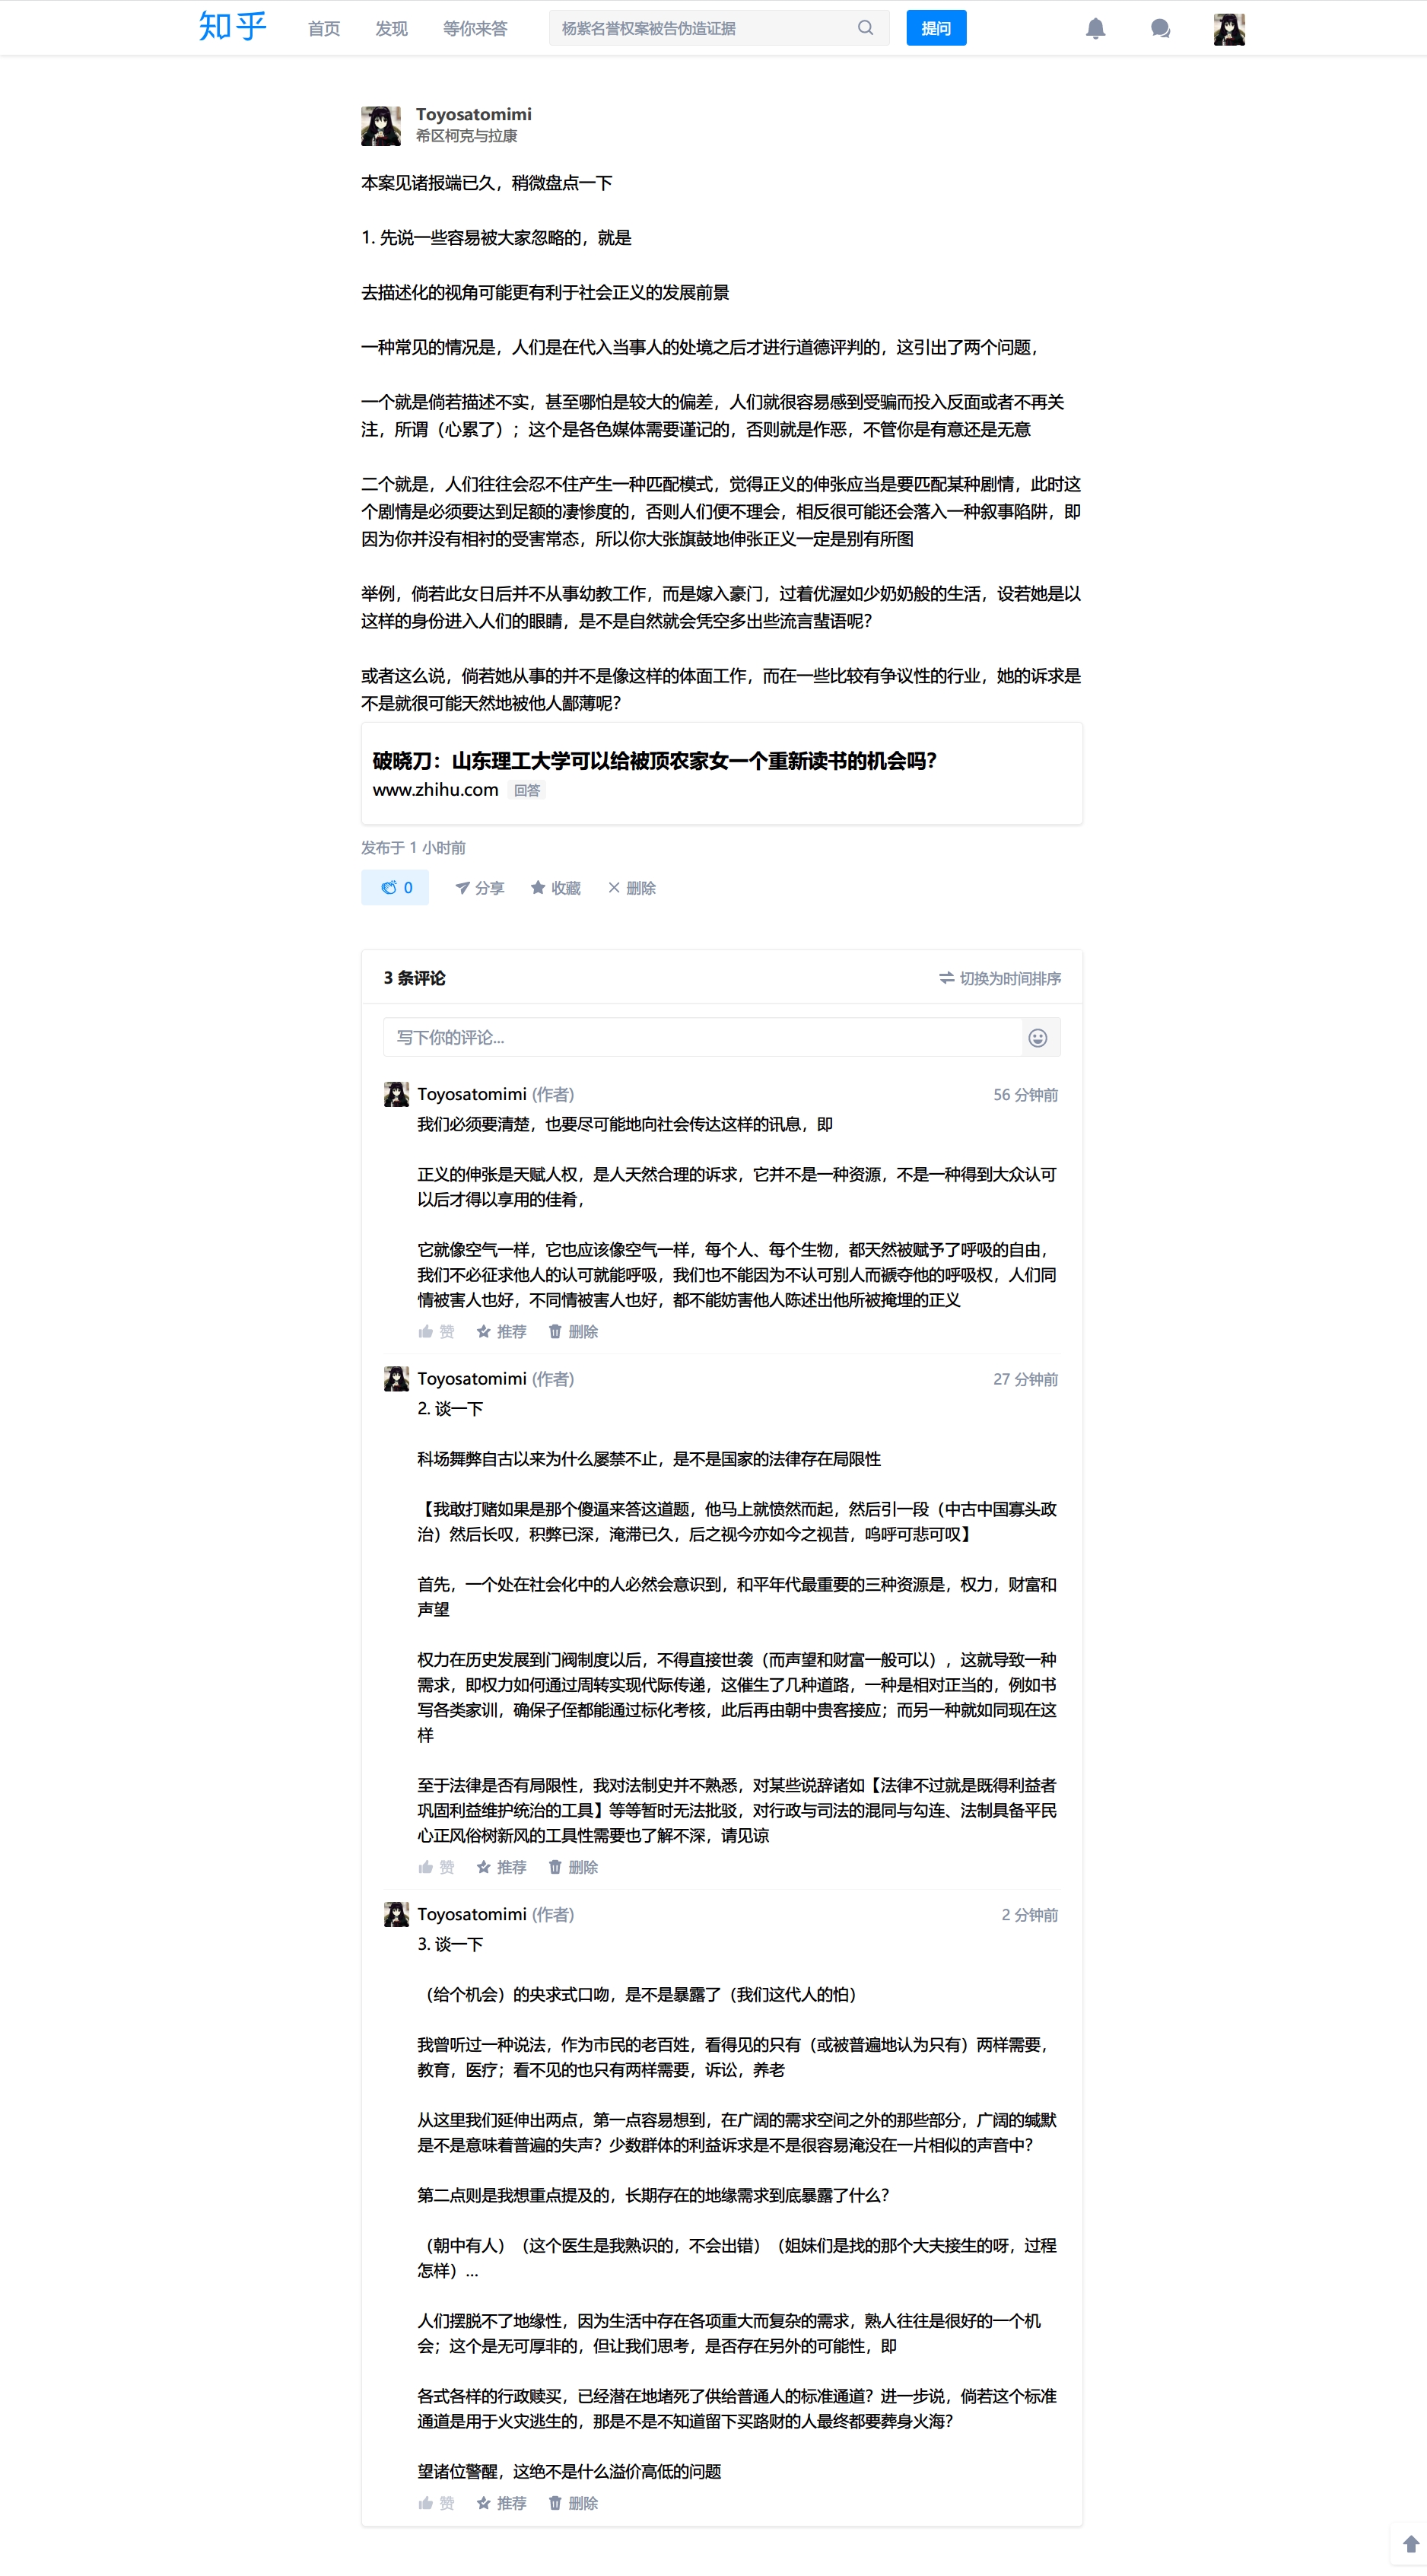 知乎 首页 发现 等你来答 杨紫名誉权案被告伪造证据 提问
Toyosatomimi
希区柯克与拉康
本案见诸报端已久，稍微盘点一下
1. 先说一些容易被大家忽略的，就是
去描述化的视角可能更有利于社会正义的发展前景
一种常见的情况是，人们是在代入当事人的处境之后才进行道德评判的，这引出了两个问题，
一个就是倘若描述不实，甚至哪怕是较大的偏差，人们就很容易感到受骗而投入反面或者不再关
注，所谓（心累了）；这个是各色媒体需要谨记的，否则就是作恶，不管你是有意还是无意
二个就是，人们往往会忍不住产生一种匹配模式，觉得正义的伸张应当是要匹配某种剧情，此时这
个剧情是必须要达到足额的凄惨度的，否则人们便不理会，相反很可能还会落入一种叙事陷阱，即
因为你并没有相衬的受害常态，所以你大张旗鼓地伸张正义一定是别有所图
举例，倘若此女日后并不从事幼教工作，而是嫁入豪门，过着优渥如少奶奶般的生活，设若她是以
这样的身份进入人们的眼睛，是不是自然就会凭空多出些流言蜚语呢？
或者这么说，倘若她从事的并不是像这样的体面工作，而在一些比较有争议性的行业，她的诉求是
不是就很可能天然地被他人鄙薄呢？
破晓刀：山东理工大学可以给被顶农家女一个重新读书的机会吗？
www.zhihu.com 回答
发布于 1 小时前
0 分享 收藏 删除
3 条评论 切换为时间排序
写下你的评论...
Toyosatomimi (作者) 56 分钟前
我们必须要清楚，也要尽可能地向社会传达这样的讯息，即
正义的伸张是天赋人权，是人天然合理的诉求，它并不是一种资源，不是一种得到大众认可
以后才得以享用的佳肴，
它就像空气一样，它也应该像空气一样，每个人、每个生物，都天然被赋予了呼吸的自由，
我们不必征求他人的认可就能呼吸，我们也不能因为不认可别人而褫夺他的呼吸权，人们同
情被害人也好，不同情被害人也好，都不能妨害他人陈述出他所被掩埋的正义
赞 推荐 删除
Toyosatomimi (作者) 27 分钟前
2. 谈一下
科场舞弊自古以来为什么屡禁不止，是不是国家的法律存在局限性
【我敢打赌如果是那个傻逼来答这道题，他马上就愤然而起，然后引一段（中古中国寡头政
治）然后长叹，积弊已深，淹滞已久，后之视今亦如今之视昔，呜呼可悲可叹】
首先，一个处在社会化中的人必然会意识到，和平年代最重要的三种资源是，权力，财富和
声望
权力在历史发展到门阀制度以后，不得直接世袭（而声望和财富一般可以），这就导致一种
需求，即权力如何通过周转实现代际传递，这催生了几种道路，一种是相对正当的，例如书
写各类家训，确保子侄都能通过标化考核，此后再由朝中贵客接应；而另一种就如同现在这
样
至于法律是否有局限性，我对法制史并不熟悉，对某些说辞诸如【法律不过就是既得利益者
巩固利益维护统治的工具】等等暂时无法批驳，对行政与司法的混同与勾连、法制具备平民
心正风俗树新风的工具性需要也了解不深，请见谅
赞 推荐 删除
Toyosatomimi (作者) 2 分钟前
3. 谈一下
（给个机会）的央求式口吻，是不是暴露了（我们这代人的怕）
我曾听过一种说法，作为市民的老百姓，看得见的只有（或被普遍地认为只有）两样需要，
教育，医疗；看不见的也只有两样需要，诉讼，养老
从这里我们延伸出两点，第一点容易想到，在广阔的需求空间之外的那些部分，广阔的缄默
是不是意味着普遍的失声？少数群体的利益诉求是不是很容易淹没在一片相似的声音中？
第二点则是我想重点提及的，长期存在的地缘需求到底暴露了什么？
（朝中有人）（这个医生是我熟识的，不会出错）（姐妹们是找的那个大夫接生的呀，过程
怎样）...
人们摆脱不了地缘性，因为生活中存在各项重大而复杂的需求，熟人往往是很好的一个机
会；这个是无可厚非的，但让我们思考，是否存在另外的可能性，即
各式各样的行政赎买，已经潜在地堵死了供给普通人的标准通道？进一步说，倘若这个标准
通道是用于火灾逃生的，那是不是不知道留下买路财的人最终都要葬身火海？
望诸位警醒，这绝不是什么溢价高低的问题
赞 推荐 删除